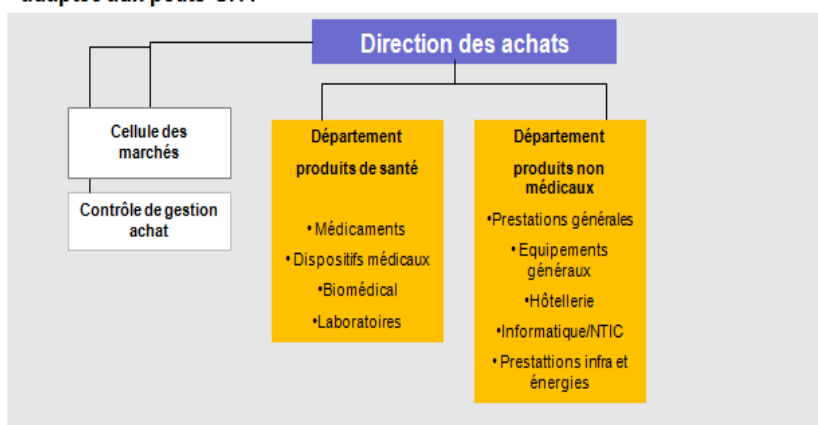 Direction des achats
Cellule des
marchés
Contrôle de gestion
achat
Département
produits de santé
• Médicaments
• Dispositifs médicaux
•Biomédical
•Laboratoires
Département
produits non
médicaux
•Prestations générales
• Equipements
généraux
•Hôtellerie
•Informatique/NTIC
• Prestattions infra et
énergies